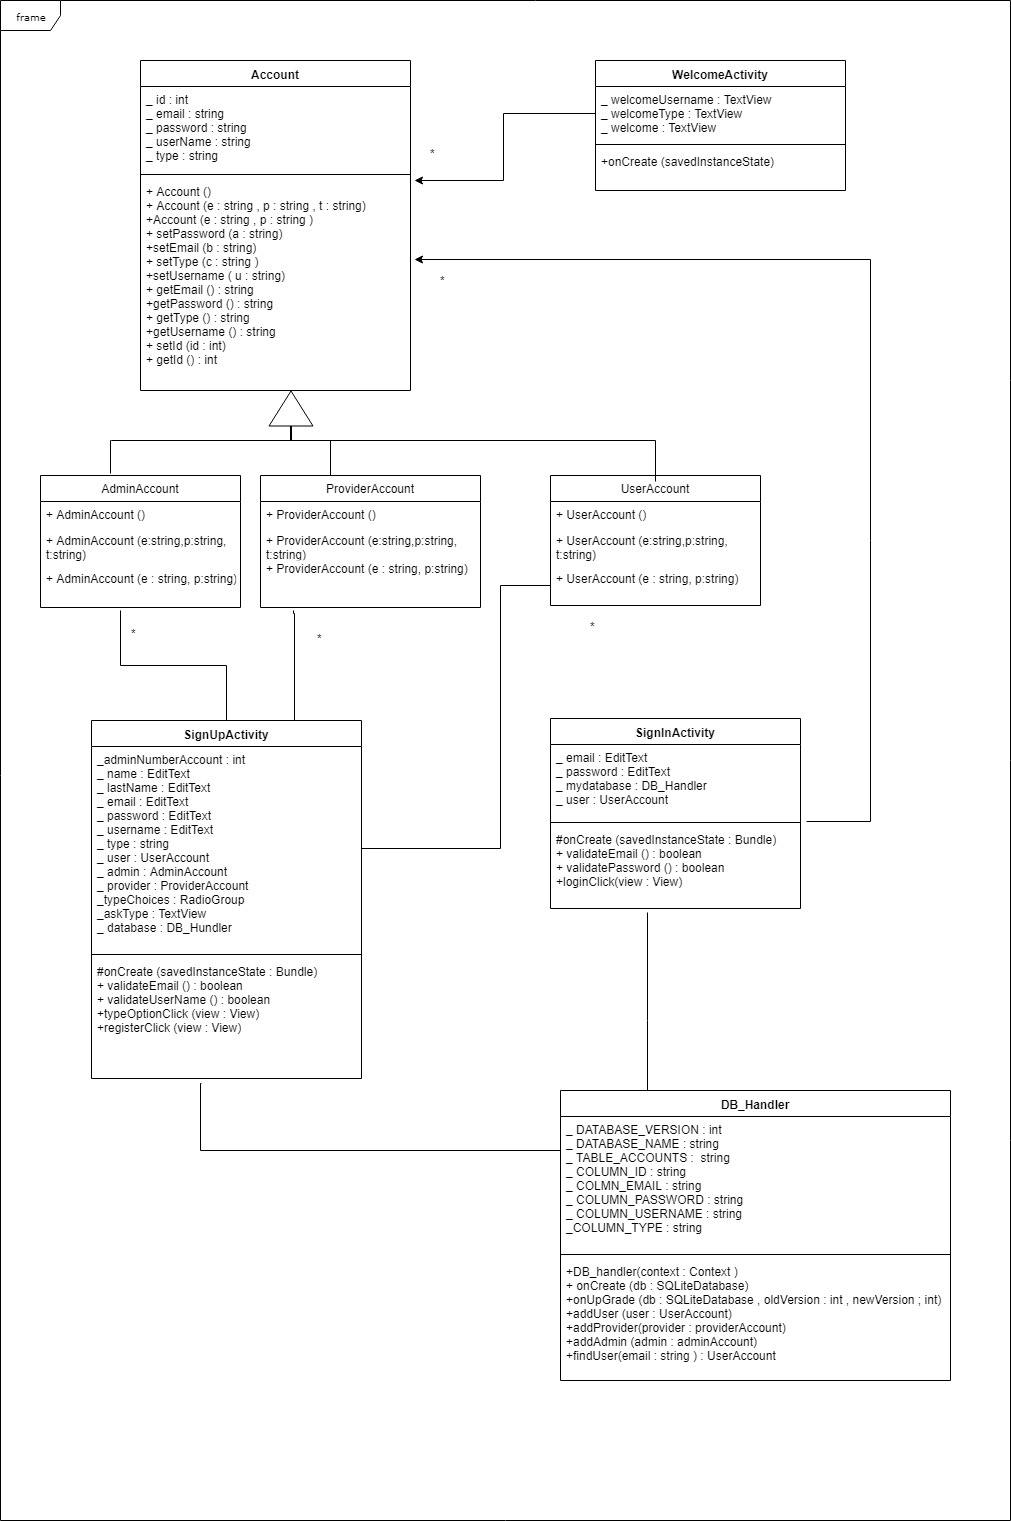 frame
Account
_ id : int
_ email : string
_ password : string
_ userName : string
_ type : string
+ Account ()
+ Account (e : string , p : string , t : string)
+Account (e : string , p : string )
+ setPassword (a : string)
+setEmail (b : string)
+ setType (c : string )
+setUsername ( u : string)
+ getEmail () : string
+getPassword () : string
+ getType () : string
+getUsername () : string
+ setId (id : int)
+ getId () : int
WelcomeActivity
_ welcomeUsername : TextView
_ welcomeType : TextView
_ welcome : TextView
+onCreate (savedInstanceState)
*
*
AdminAccount
+ AdminAccount ()
+ AdminAccount (e:string,p:string,
t:string)
+ AdminAccount (e : string, p:string)
ProviderAccount
+ ProviderAccount ()
+ ProviderAccount (e:string,p:string,
t:string)
+ ProviderAccount (e : string, p:string)
UserAccount
+ UserAccount ()
+ UserAccount (e:string,p:string,
t:string)
+ UserAccount (e : string, p:string)
*
*
*
SignUpActivity
_adminNumberAccount : int
_ name : EditText
_ lastName : EditText
_ email : EditText
_ password : EditText
_ username : EditText
_ type : string
_ user : UserAccount
_ admin : AdminAccount
_ provider : ProviderAccount
_typeChoices : RadioGroup
_askType : TextView
_ database : DB_Hundler
#onCreate (savedInstanceState : Bundle)
+ validateEmail () : boolean
+ validateUserName () : boolean
+typeOptionClick (view : View)
+registerClick (view : View)
SignInActivity
_ email : EditText
_ password : EditText
_ mydatabase : DB_Handler
_ user : UserAccount
#onCreate (savedInstanceState : Bundle)
+ validateEmail () : boolean
+ validatePassword () : boolean
+loginClick(view : View)
DB_Handler
_ DATABASE_VERSION : int
_ DATABASE_NAME : string
_ TABLE_ACCOUNTS :  string
_ COLUMN_ID : string
_ COLMN_EMAIL : string
_ COLUMN_PASSWORD : string
_ COLUMN_USERNAME : string
_COLUMN_TYPE : string
+DB_handler(context : Context )
+ onCreate (db : SQLiteDatabase)
+onUpGrade (db : SQLiteDatabase , oldVersion : int , newVersion ; int)
+addUser (user : UserAccount)
+addProvider(provider : providerAccount)
+addAdmin (admin : adminAccount)
+findUser(email : string ) : UserAccount